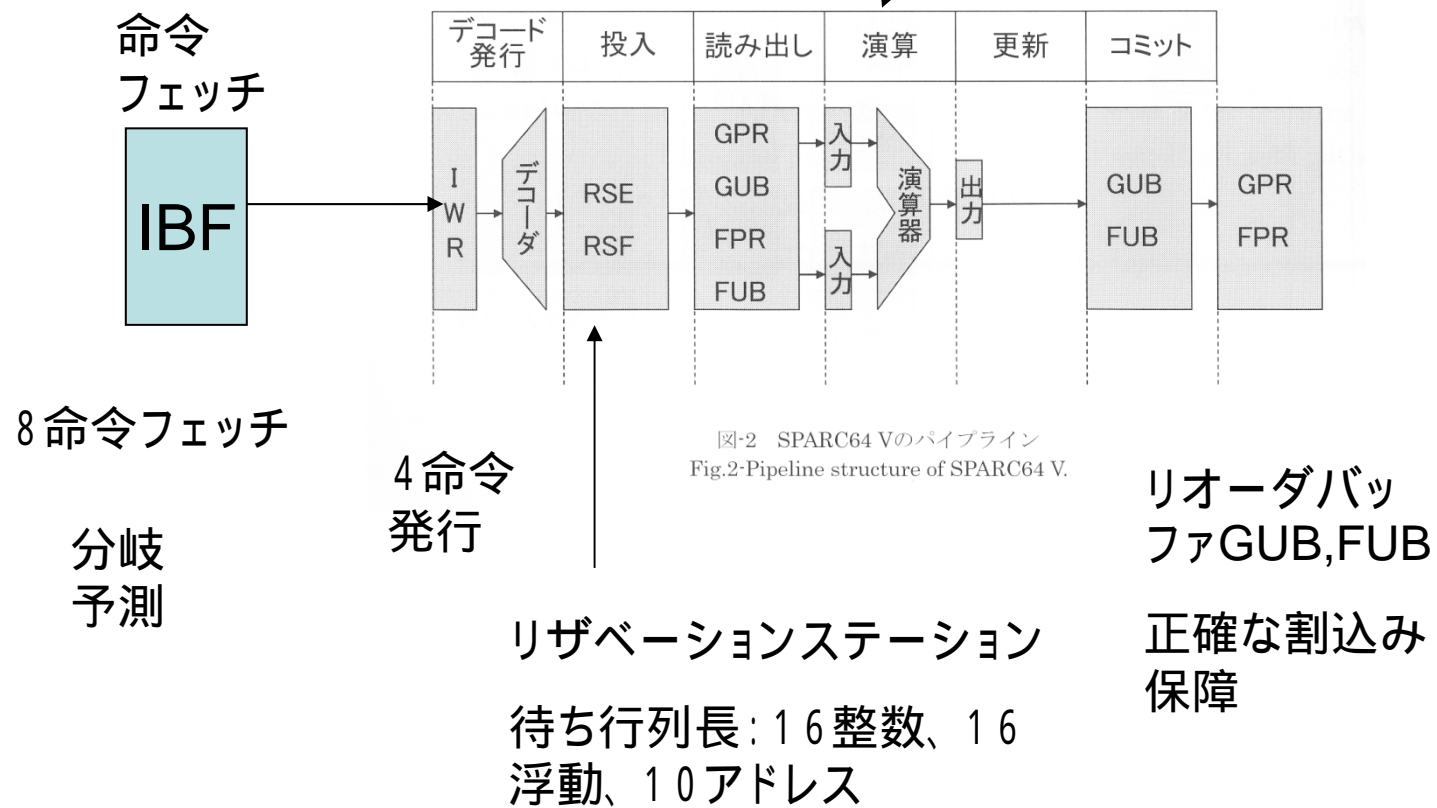 命令
フェッチ
IBF
8命令フェッチ
分岐
予測
デコード
発行
投入
読み出し
演算
更新
コミット
IWR
デコーダ
RSE
RSF
GPR
GUB
FPR
FUB
入力
入力
演算器
出力
GUB
FUB
GPR
FPR
図-2 SPARC64 Vのパイプライン
Fig.2-Pipeline structure of SPARC64 V.
4命令
発行
リザベーションステーション
待ち行列長:16整数、16
浮動、10アドレス
リオーダバッ
ファGUB,FUB
正確な割込み
保障